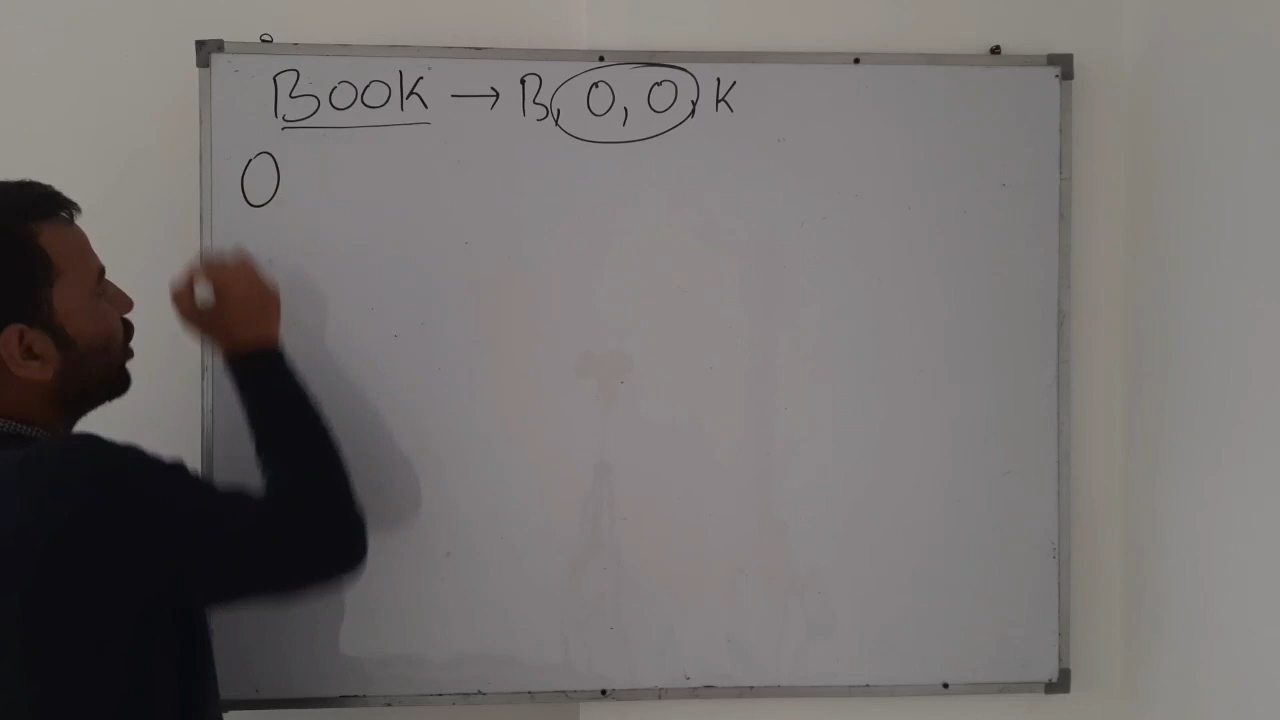 BOOK → B, O, O, K
O